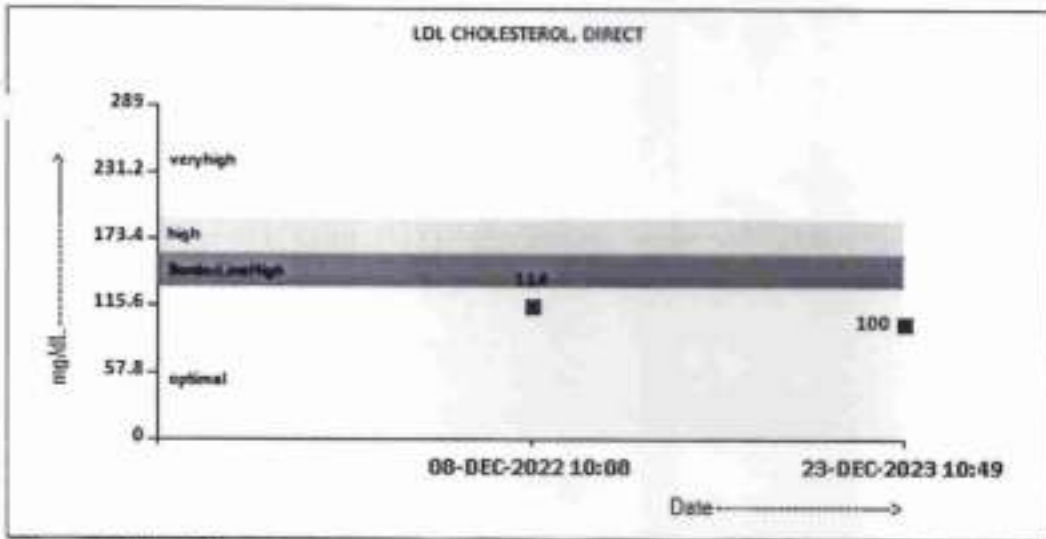 LDL CHOLESTEROL, DIRECT
289
231.2
veryhigh
173.4
high
BorderLineHigh
115.6
100
57.8
optimal
0
mg/dL
08-DEC-2022 10:08
23-DEC-2023 10:49
Date